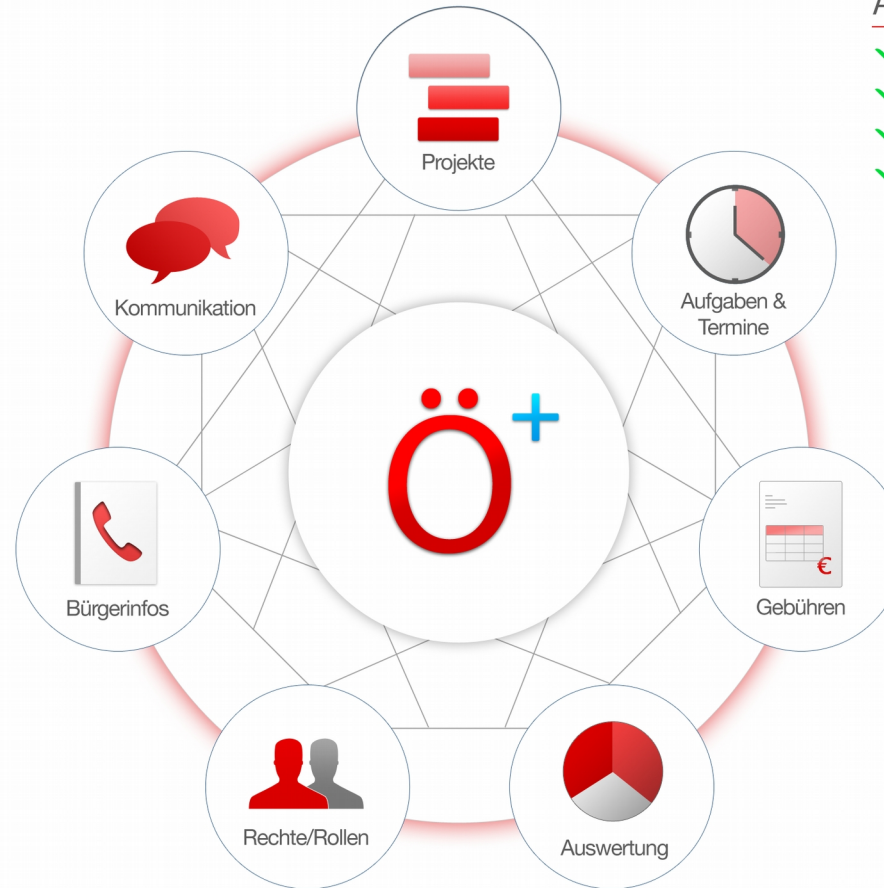 Projekte
Kommunikation
Aufgaben &
Termine
Ö+
Bürgerinfos
€
Gebühren
Rechte/Rollen
Auswertung